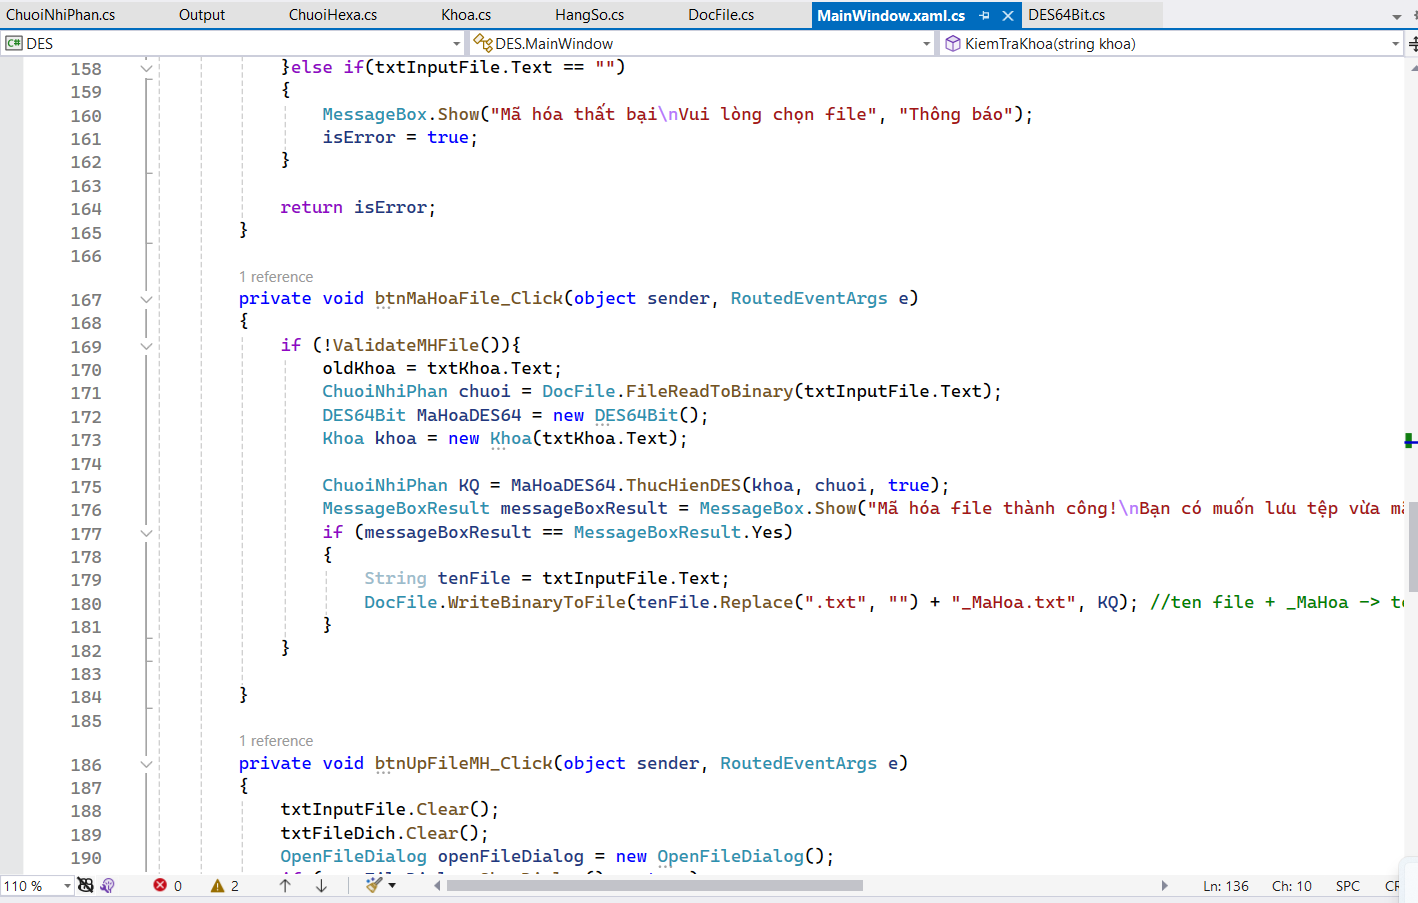 ChuoiNhiPhan.cs Output ChuoiHexa.cs Khoa.cs HangSo.cs DocFile.cs MainWindow.xaml.cs DES64Bit.cs
C# DES DES.MainWindow KiemTraKhoa(string khoa)
158 }else if(txtInputFile.Text == "")
159 {
160 MessageBox.Show("Mã hóa thất bại\nVui lòng chọn file", "Thông báo");
161 isError = true;
162 }
163
164 return isError;
165 }
166
1 reference
167 private void btnMaHoaFile_Click(object sender, RoutedEventArgs e)
168 {
169 if (!ValidateMHFile()){
170 oldKhoa = txtKhoa.Text;
171 ChuoiNhiPhan chuoi = DocFile.FileReadToBinary(txtInputFile.Text);
172 DES64Bit MaHoaDES64 = new DES64Bit();
173 Khoa khoa = new Khoa(txtKhoa.Text);
174
175 ChuoiNhiPhan KQ = MaHoaDES64.ThucHienDES(khoa, chuoi, true);
176 MessageBoxResult messageBoxResult = MessageBox.Show("Mã hóa file thành công!\nBạn có muốn lưu tệp vừa
177 if (messageBoxResult == MessageBoxResult.Yes)
178 {
179 String tenFile = txtInputFile.Text;
180 DocFile.WriteBinaryToFile(tenFile.Replace(".txt", "") + "_MaHoa.txt", KQ); //ten file + _MaHoa ->
181 }
182 }
183
184 }
185
1 reference
186 private void btnUpFileMH_Click(object sender, RoutedEventArgs e)
187 {
188 txtInputFile.Clear();
189 txtFileDich.Clear();
190 OpenFileDialog openFileDialog = new OpenFileDialog();
110 % 0 2 Ln: 136 Ch: 10 SPC